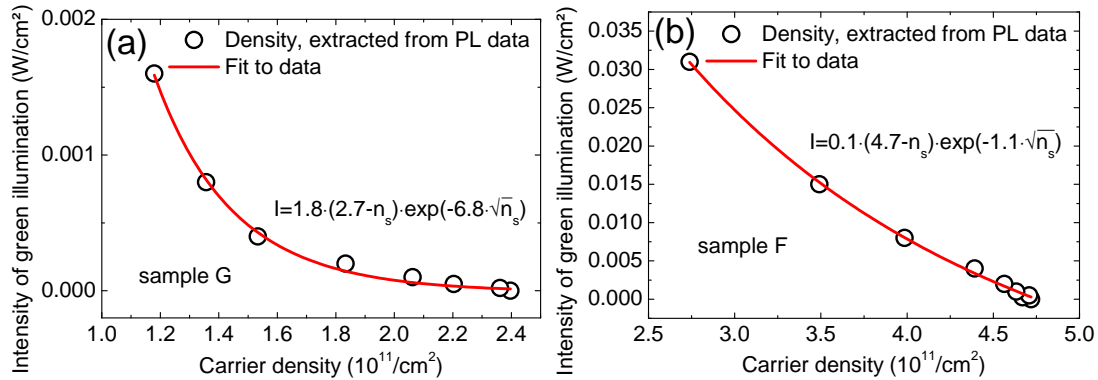 (a)
Density, extracted from PL data
Fit to data
I=1.8·(2.7-nₛ)·exp(-6.8·√nₛ)
sample G
0.002
0.001
0.000
Intensity of green illumination (W/cm²)
1.0 1.2 1.4 1.6 1.8 2.0 2.2 2.4
Carrier density (10¹¹/cm²)
(b)
Density, extracted from PL data
Fit to data
I=0.1·(4.7-nₛ)·exp(-1.1·√nₛ)
sample F
0.035
0.030
0.025
0.020
0.015
0.010
0.005
0.000
Intensity of green illumination (W/cm²)
2.5 3.0 3.5 4.0 4.5 5.0
Carrier density (10¹¹/cm²)